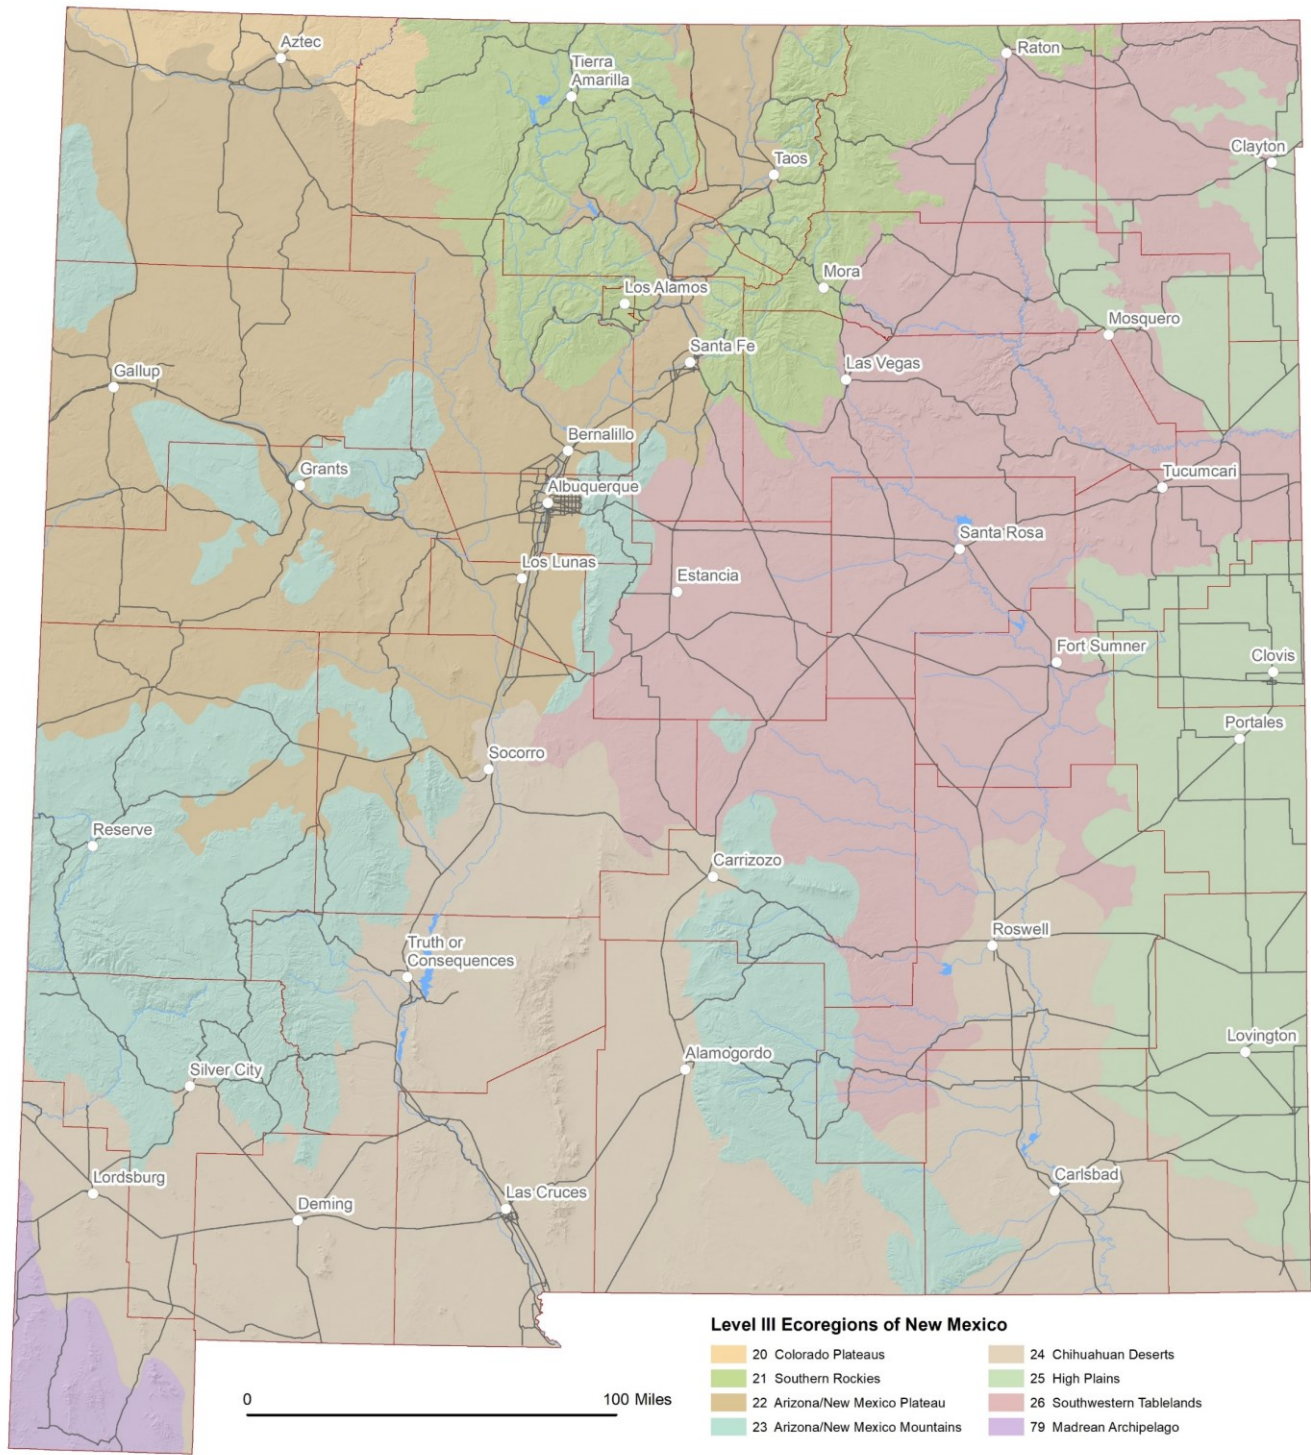 Aztec
Raton
Tierra
Amarilla
Clayton
Taos
Mora
Los Alamos
Mosquero
Santa Fe
Las Vegas
Gallup
Bernalillo
Grants
Tucumcari
Albuquerque
Santa Rosa
Los Lunas
Estancia
Fort Sumner
Clovis
Portales
Socorro
Reserve
Carrizozo
Roswell
Truth or
Consequences
Lovington
Alamogordo
Silver City
Lordsburg
Carlsbad
Las Cruces
Deming
Level III Ecoregions of New Mexico
20 Colorado Plateaus
21 Southern Rockies
22 Arizona/New Mexico Plateau
23 Arizona/New Mexico Mountains
24 Chihuahuan Deserts
25 High Plains
26 Southwestern Tablelands
79 Madrean Archipelago
0 100 Miles